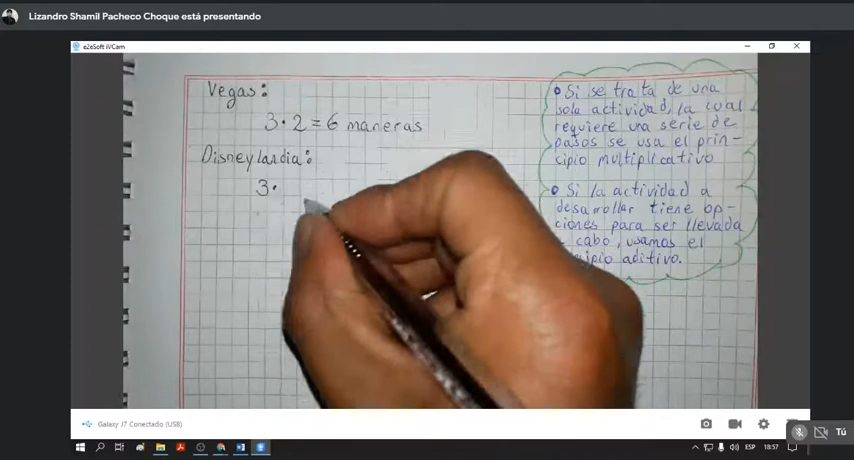 Lizandro Shamil Pacheco Choque está presentando
e2eSoft iVCam
Vegas:
3 · 2 = 6 maneras
Disneylandia:
3 ·
• Si se trata de una
sola actividad, la cual
requiere una serie de
pasos se usa el prin-
cipio multiplicativo
• Si la actividad a
desarrollar tiene op-
ciones para ser llevada
cabo, usamos el
aditivo.
Galaxy J7 Conectado (USB)
Tú
ESP
18:57